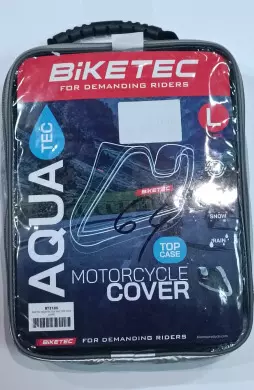 BiKETEC
FOR DEMANDING RIDERS
AQUA
TEC
L
BIKETEC
SNOW
RAIN
TOP
CASE
MOTORCYCLE
COVER
BiKETEC
FOR DEMANDING RIDERS